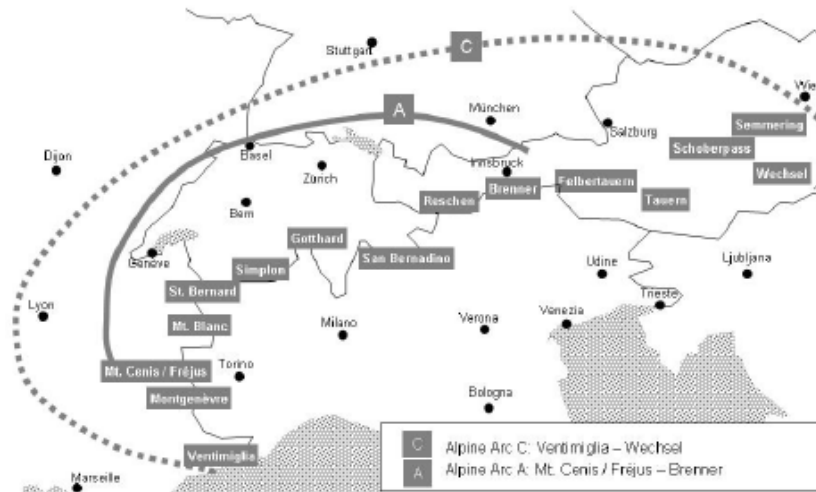 Stuttgart
C
Wie
München
A
Semmering
Salzburg
Schoberpass
Basel
Dijon
Zürich
Innsbruck
Wechsel
Brenner
Felbertauern
Reschen
Tauern
Bern
Gotthard
San Bernadino
Genève
Simplon
Udine
Ljubljana
St. Bernard
Trieste
Lyon
Mt. Blanc
Milano
Verona
Venezia
Mt. Cenis / Fréjus
Torino
Montgenèvre
Bologna
C Alpine Arc C: Ventimiglia – Wechsel
Ventimiglia
A Alpine Arc A: Mt. Cenis / Fréjus – Brenner
Marseille